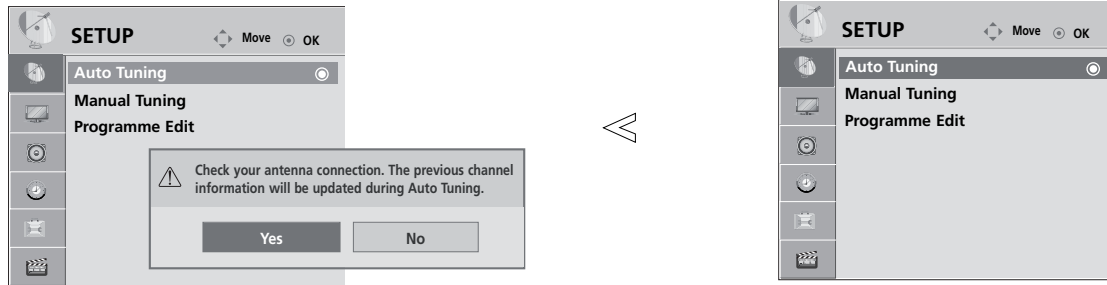 SETUP
Move
OK
Auto Tuning
Manual Tuning
Programme Edit
Check your antenna connection. The previous channel
information will be updated during Auto Tuning.
Yes
No
SETUP
Move
OK
Auto Tuning
Manual Tuning
Programme Edit